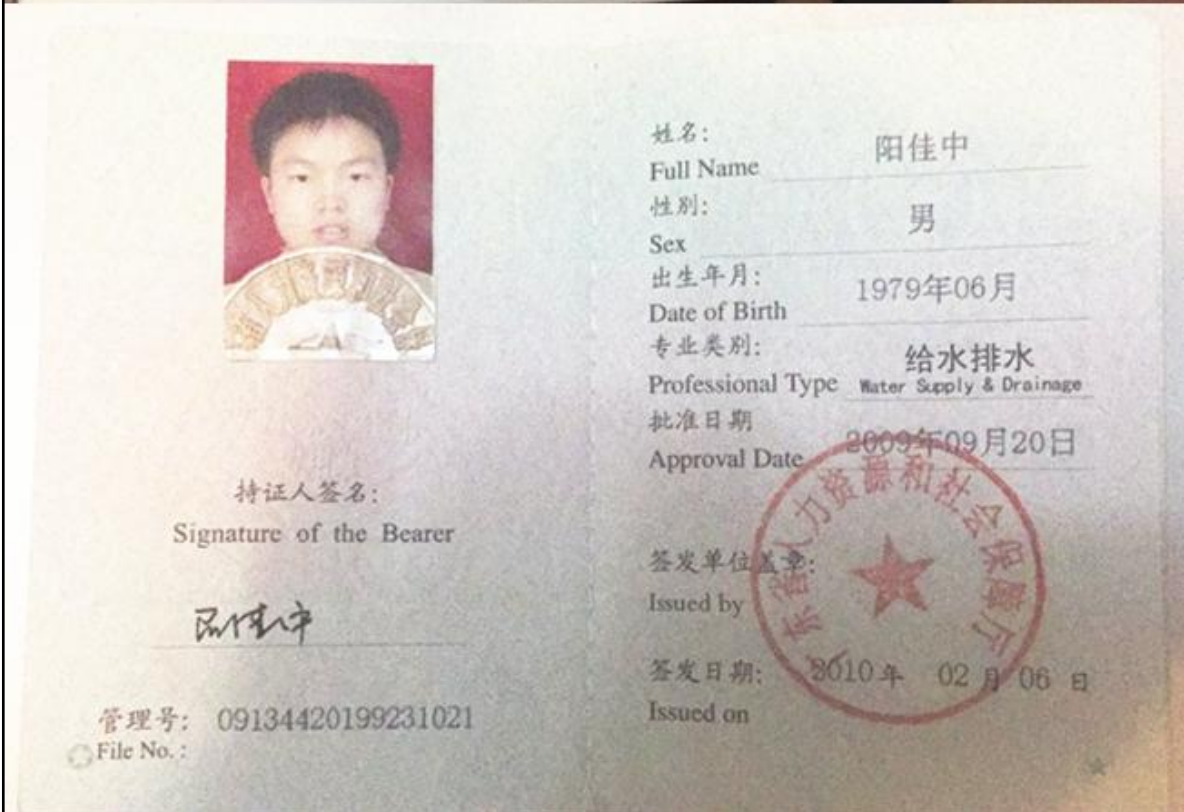 持证人签名:
Signature of the Bearer
阳佳中
管理号: 09134420199231021
File No. :
姓名: 阳佳中
Full Name
性别: 男
Sex
出生年月: 1979年06月
Date of Birth
专业类别: 给水排水
Professional Type Water Supply & Drainage
批准日期 2009年09月20日
Approval Date
广东省人力资源和社会保障厅
签发单位盖章:
Issued by
签发日期: 2010年 02月 06日
Issued on